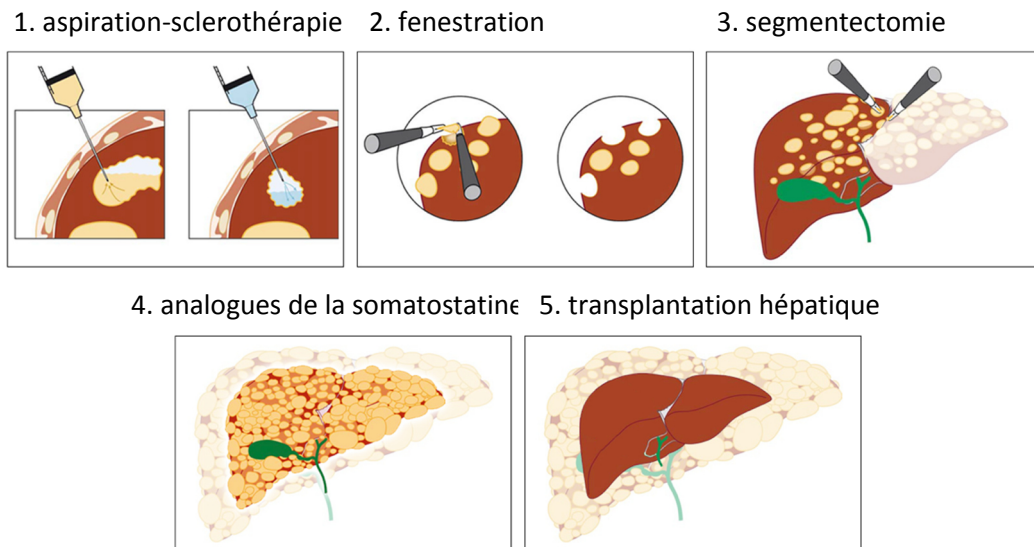 1. aspiration-sclerothérapie
2. fenestration
3. segmentectomie
4. analogues de la somatostatine
5. transplantation hépatique